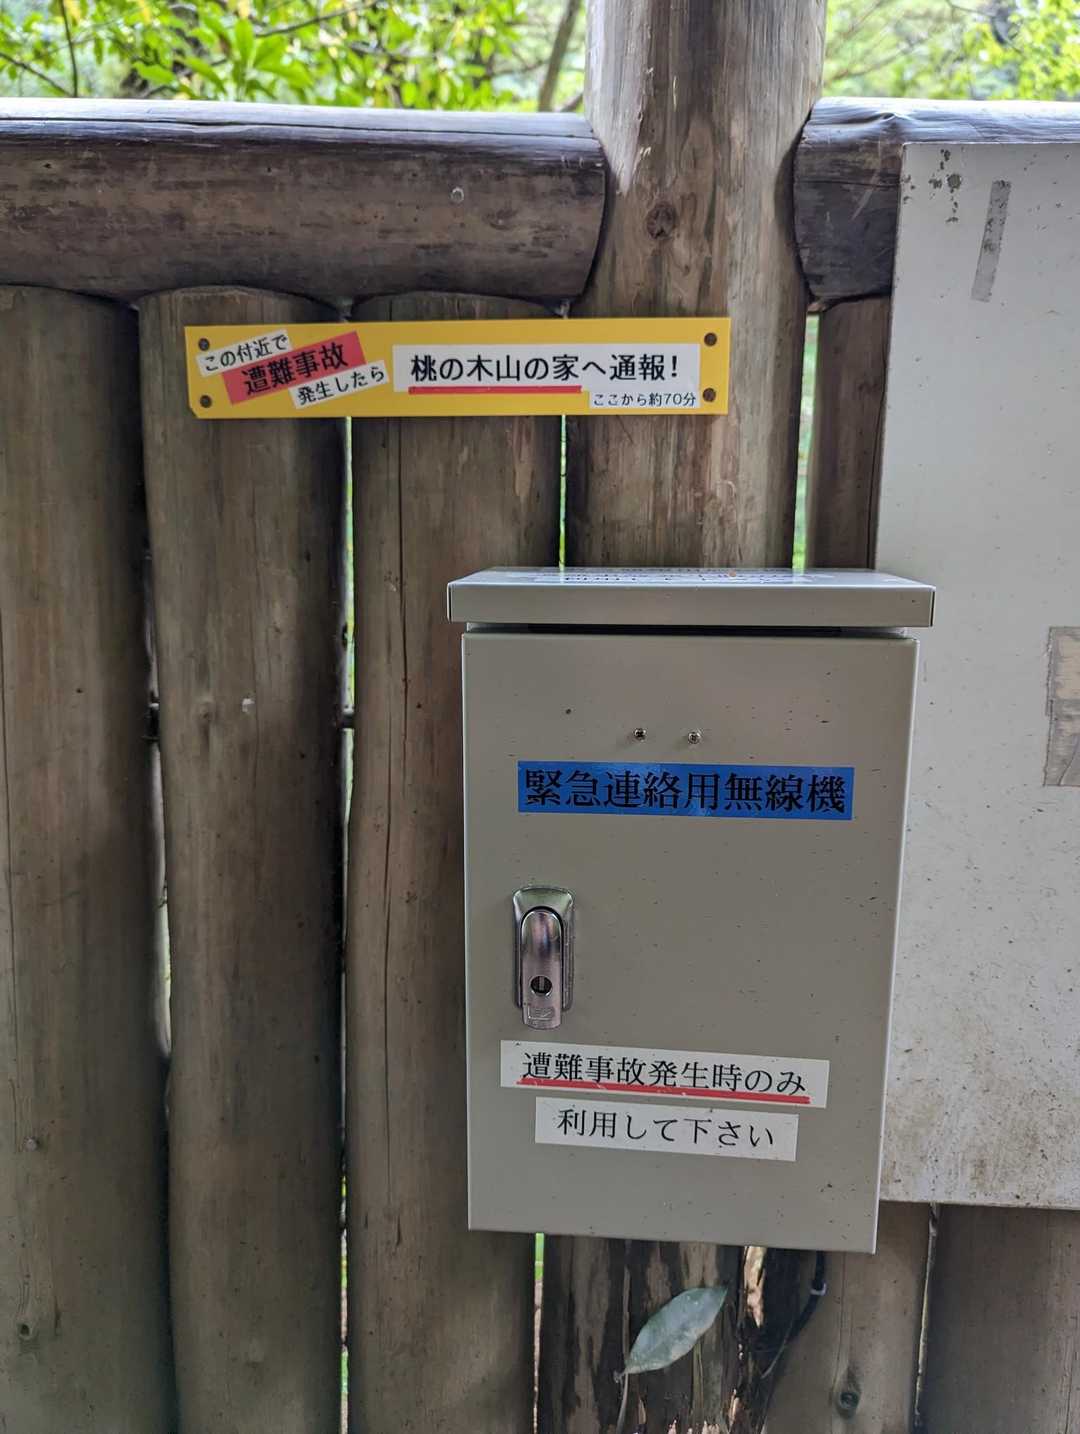 この付近で
遭難事故
発生したら
桃の木山の家へ通報!
ここから約70分
緊急連絡用無線機
遭難事故発生時のみ
利用して下さい